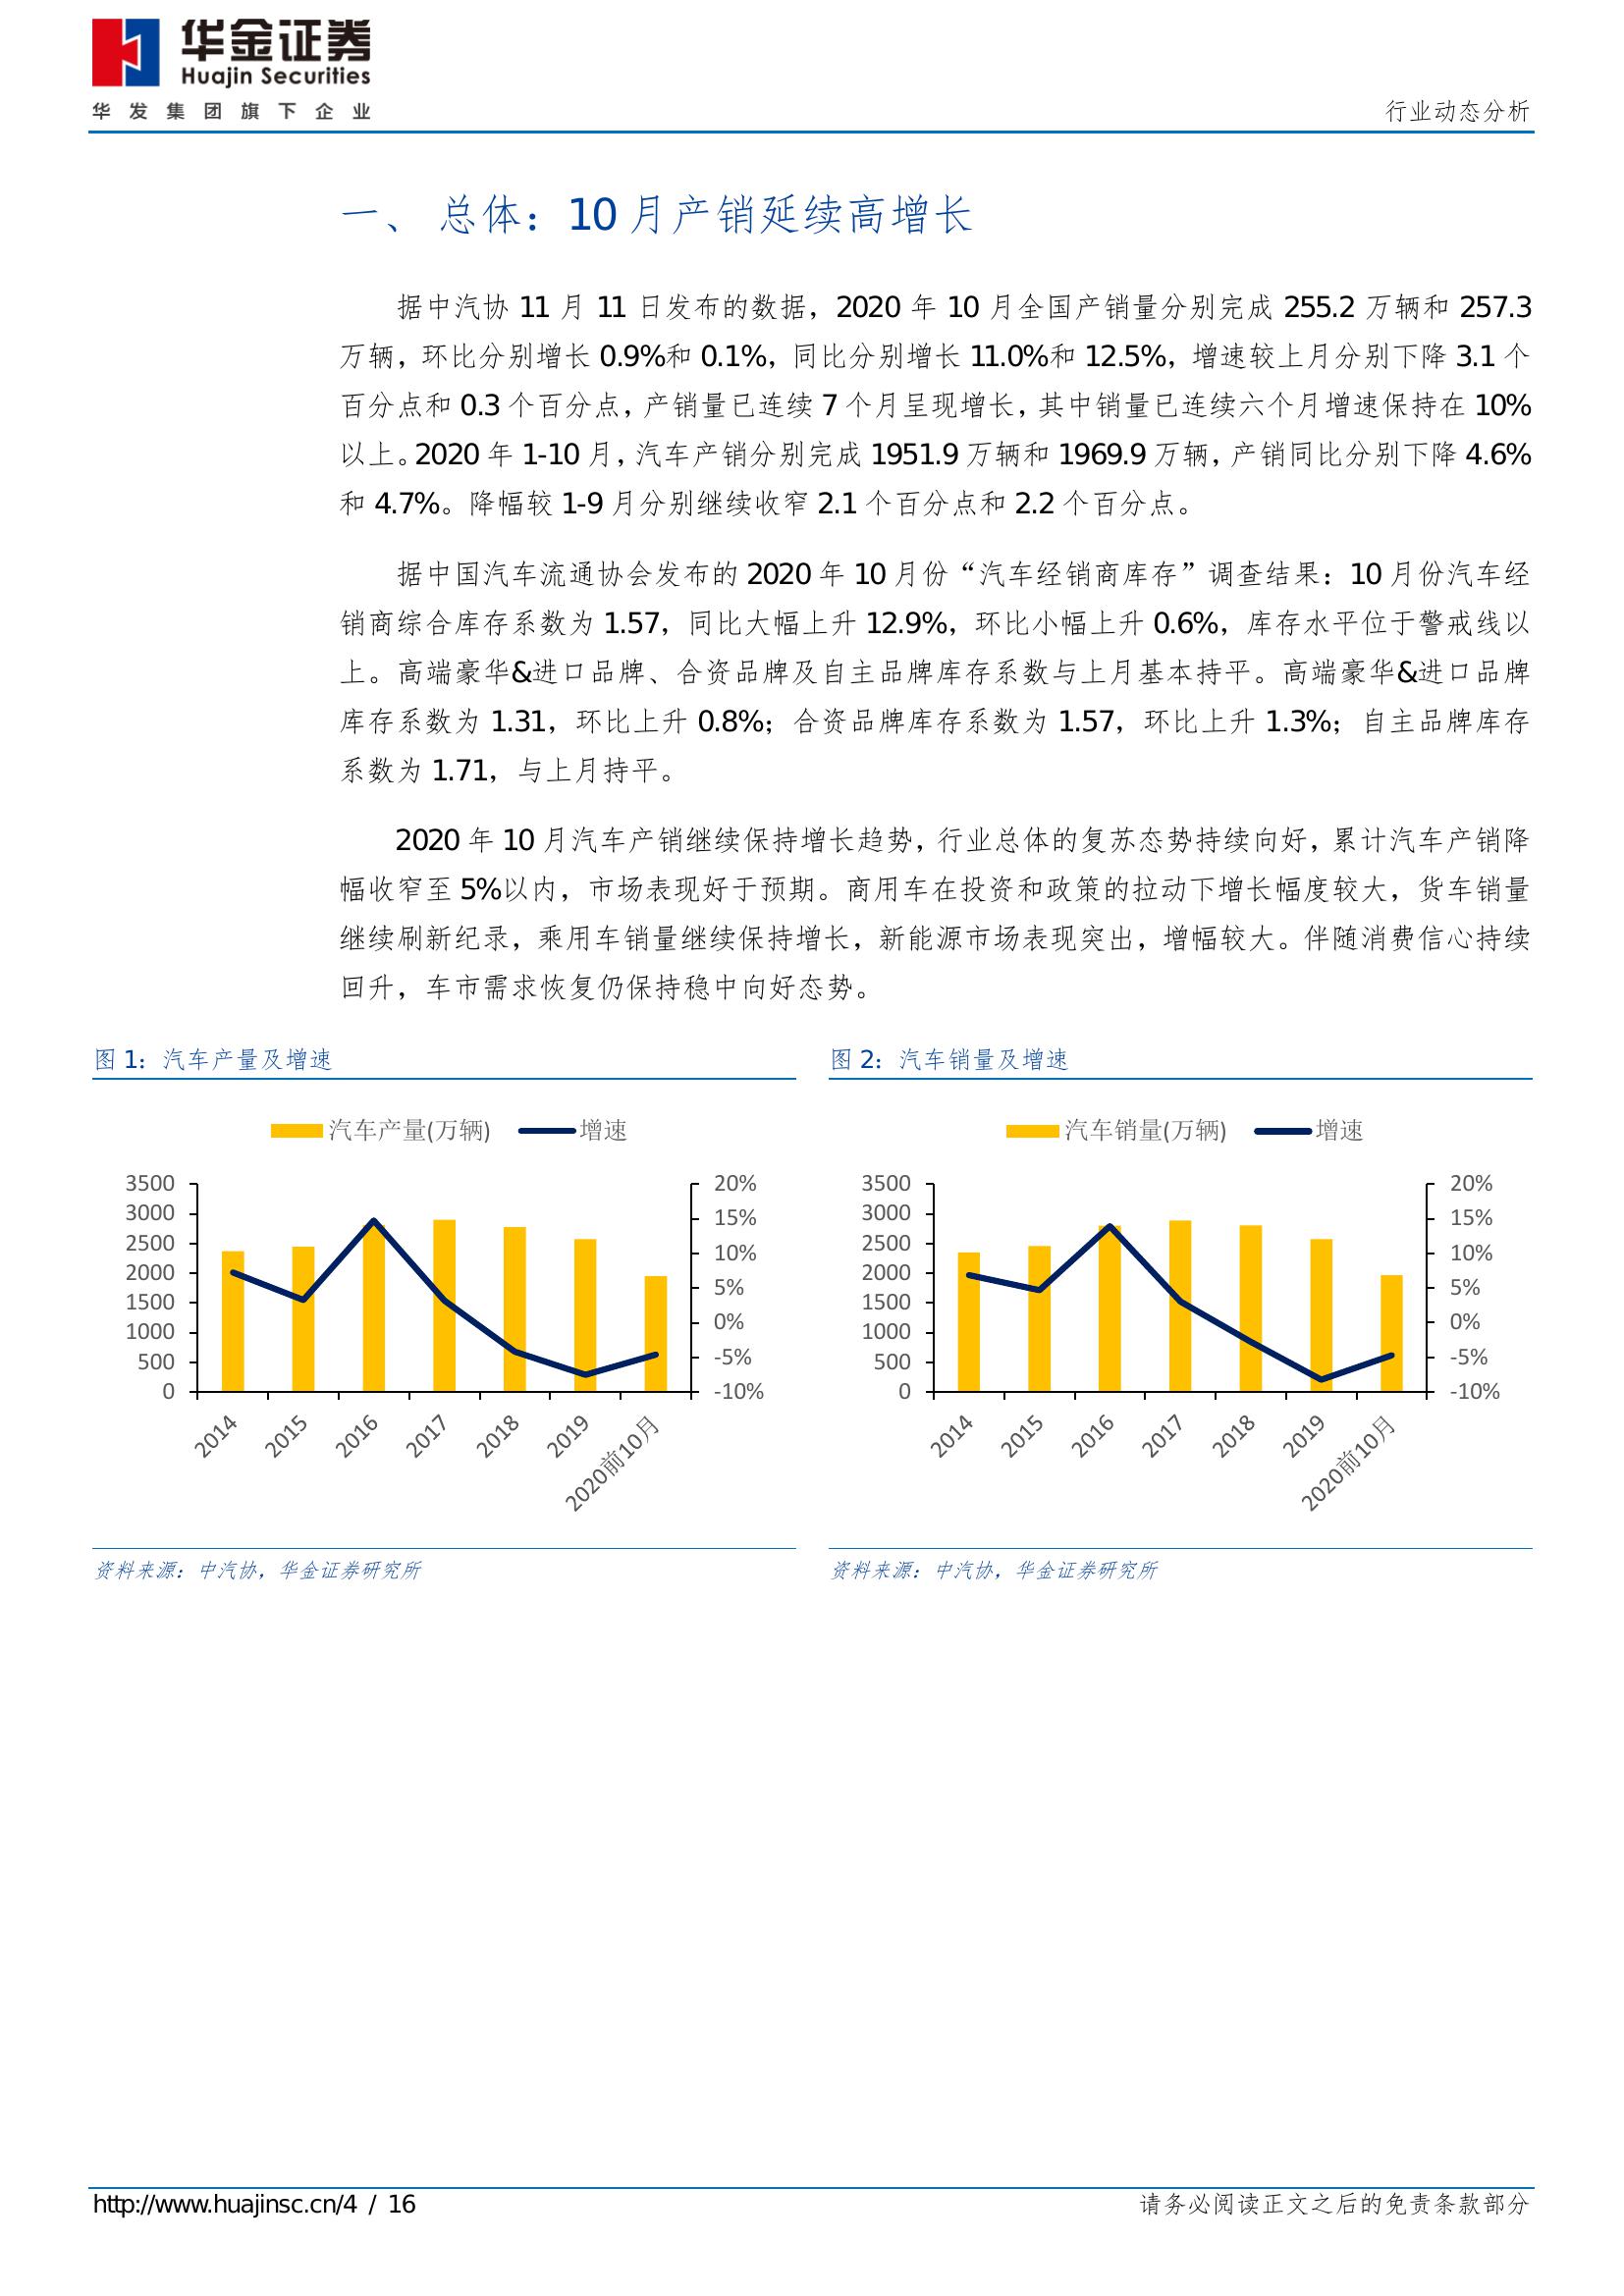 华金证券
Huajin Securities
华发集团旗下企业
行业动态分析
一、 总体：10 月产销延续高增长
据中汽协 11 月 11 日发布的数据，2020 年 10 月全国产销量分别完成 255.2 万辆和 257.3
万辆，环比分别增长 0.9%和 0.1%，同比分别增长 11.0%和 12.5%，增速较上月分别下降 3.1 个
百分点和 0.3 个百分点，产销量已连续 7 个月呈现增长，其中销量已连续六个月增速保持在 10%
以上。2020 年 1-10 月，汽车产销分别完成 1951.9 万辆和 1969.9 万辆，产销同比分别下降 4.6%
和 4.7%。降幅较 1-9 月分别继续收窄 2.1 个百分点和 2.2 个百分点。
据中国汽车流通协会发布的 2020 年 10 月份“汽车经销商库存”调查结果：10 月份汽车经
销商综合库存系数为 1.57，同比大幅上升 12.9%，环比小幅上升 0.6%，库存水平位于警戒线以
上。高端豪华&进口品牌、合资品牌及自主品牌库存系数与上月基本持平。高端豪华&进口品牌
库存系数为 1.31，环比上升 0.8%；合资品牌库存系数为 1.57，环比上升 1.3%；自主品牌库存
系数为 1.71，与上月持平。
2020 年 10 月汽车产销继续保持增长趋势，行业总体的复苏态势持续向好，累计汽车产销降
幅收窄至 5%以内，市场表现好于预期。商用车在投资和政策的拉动下增长幅度较大，货车销量
继续刷新纪录，乘用车销量继续保持增长，新能源市场表现突出，增幅较大。伴随消费信心持续
回升，车市需求恢复仍保持稳中向好态势。
图 1：汽车产量及增速
汽车产量(万辆) 增速
3500 20%
3000 15%
2500 10%
2000 5%
1500 0%
1000 -5%
500 -10%
0
2014 2015 2016 2017 2018 2019 2020前10月
资料来源：中汽协，华金证券研究所
图 2：汽车销量及增速
汽车销量(万辆) 增速
3500 20%
3000 15%
2500 10%
2000 5%
1500 0%
1000 -5%
500 -10%
0
2014 2015 2016 2017 2018 2019 2020前10月
资料来源：中汽协，华金证券研究所
http://www.huajinsc.cn/4 / 16
请务必阅读正文之后的免责条款部分